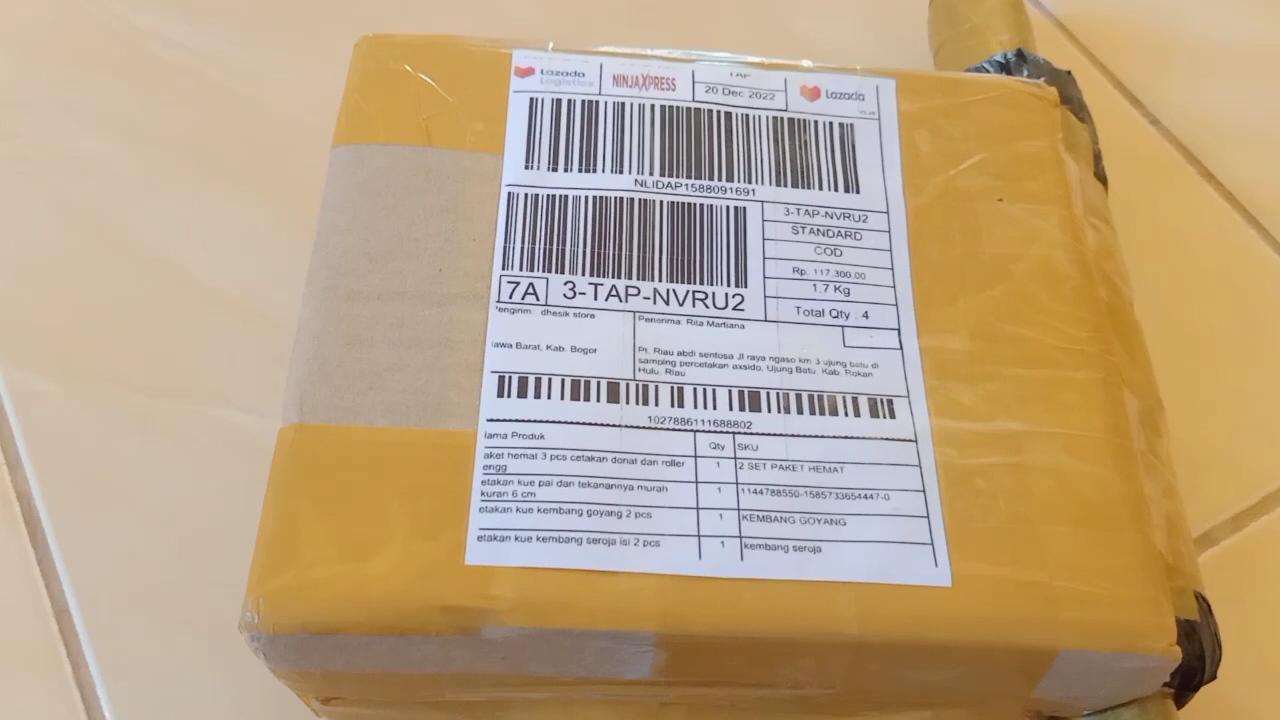 Lazada
Logistics
NINJAXPRESS
TAP
20 Dec 2022
Lazada
NLIDAP1588091691
3-TAP-NVRU2
STANDARD
COD
Rp. 117,300.00
1.7 Kg
Total Qty : 4
7A 3-TAP-NVRU2
engirim: dhesik store
awa Barat, Kab. Bogor
Penerima: Rita Martiana
Pt. Riau abdi sentosa Jl raya ngaso km 3 ujung batu di
samping percetakan axsido, Ujung Batu, Kab. Rokan
Hulu, Riau
1027886111688802
ama Produk Qty SKU
aket hemat 3 pcs cetakan donat dan roller
engg 1 2 SET PAKET HEMAT
etakan kue pai dan tekanannya murah
kuran 6 cm 1 1144788550-1585733654447-0
etakan kue kembang goyang 2 pcs 1 KEMBANG GOYANG
etakan kue kembang seroja isi 2 pcs 1 kembang seroja